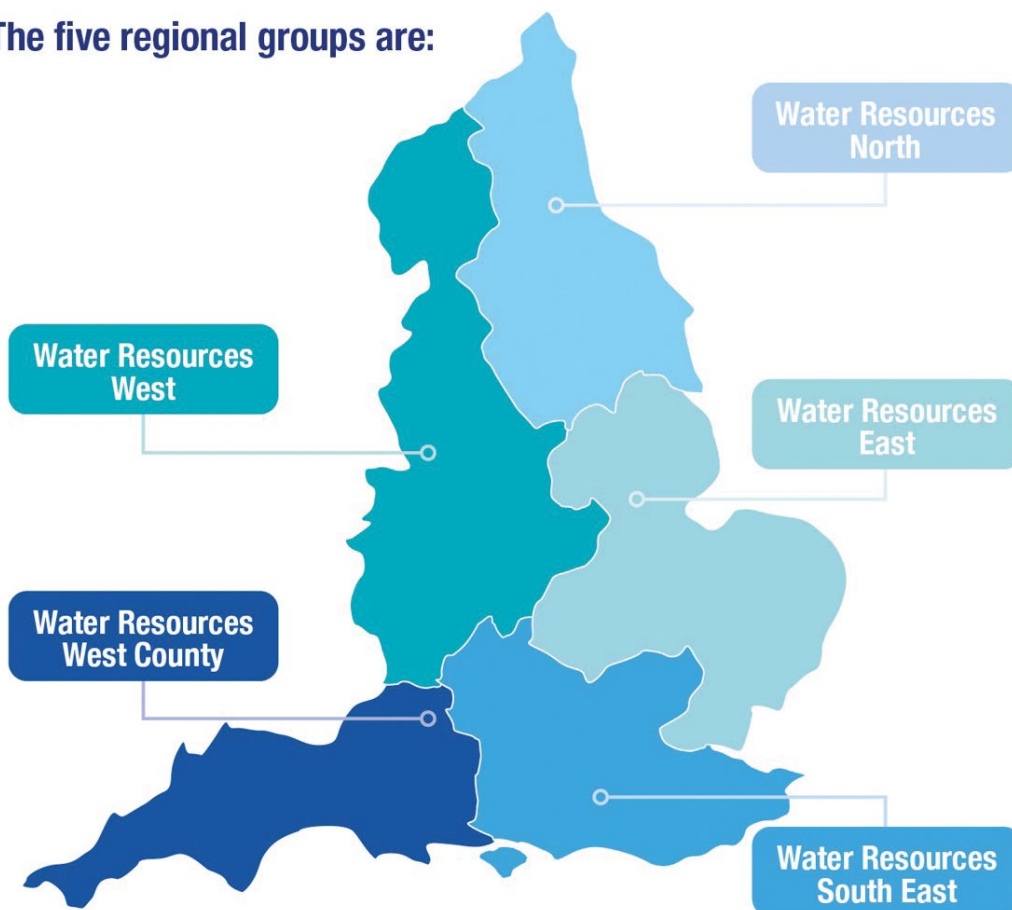 The five regional groups are:
Water Resources
North
Water Resources
West
Water Resources
East
Water Resources
West County
Water Resources
South East